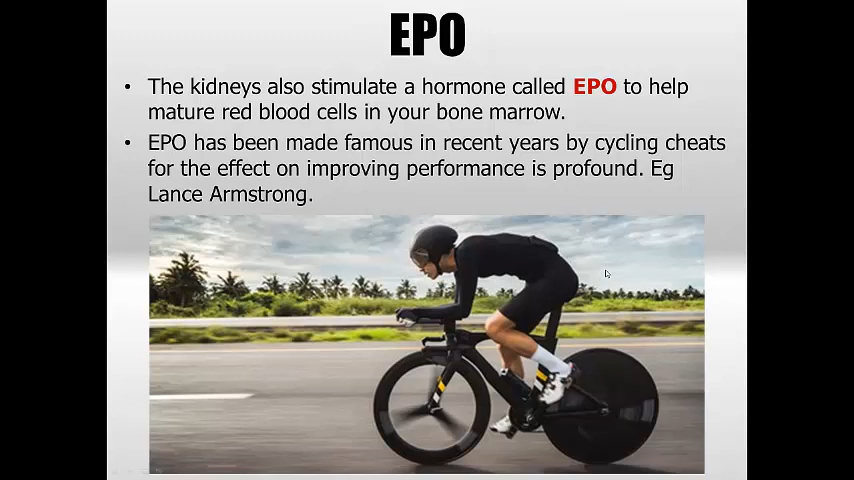 EPO
• The kidneys also stimulate a hormone called EPO to help
mature red blood cells in your bone marrow.
• EPO has been made famous in recent years by cycling cheats
for the effect on improving performance is profound. Eg
Lance Armstrong.